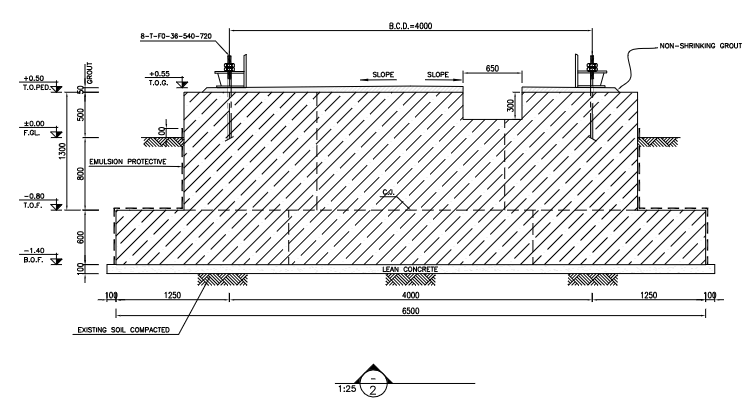 B.C.D.=4000
8-T-F0-36-540-720
NON-SHRINKING GROUT
+0.50
T.O.PED.
GROUT
50
+0.55
T.O.G.
SLOPE
SLOPE
650
300
500
±0.00
F.GL.
1300
100
800
EMULSION PROTECTIVE
-0.80
T.O.F.
C.J.
600
-1.40
B.O.F.
100
LEAN CONCRETE
100
1250
4000
1250
100
6500
EXISTING SOIL COMPACTED
1:25
-
2